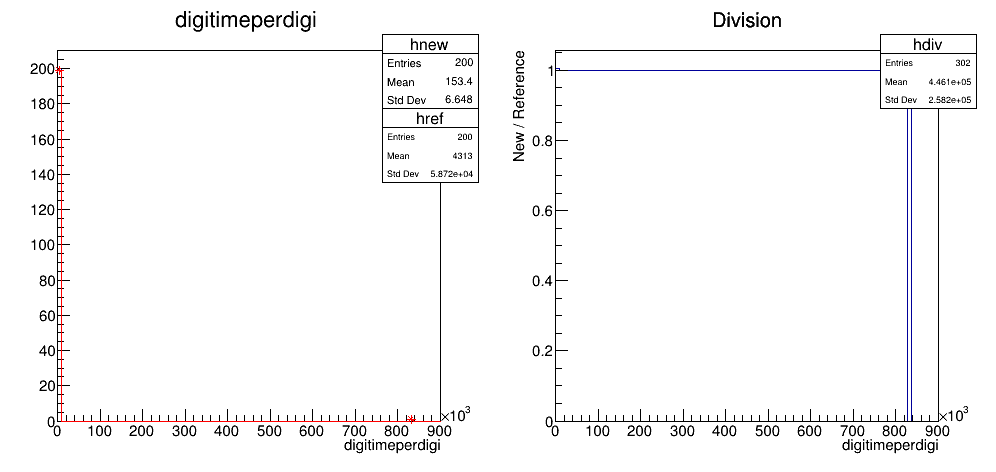 digitimeperdigi
hnew
Entries 200
Mean 153.4
Std Dev 6.648
href
Entries 200
Mean 4313
Std Dev 5.872e+04
200
180
160
140
120
100
80
60
40
20
0
0 100 200 300 400 500 600 700 800 900
×10³
digitimeperdigi
Division
hdiv
Entries 302
Mean 4.461e+05
Std Dev 2.582e+05
New / Reference
1
0.8
0.6
0.4
0.2
0
0 100 200 300 400 500 600 700 800 900
×10³
digitimeperdigi